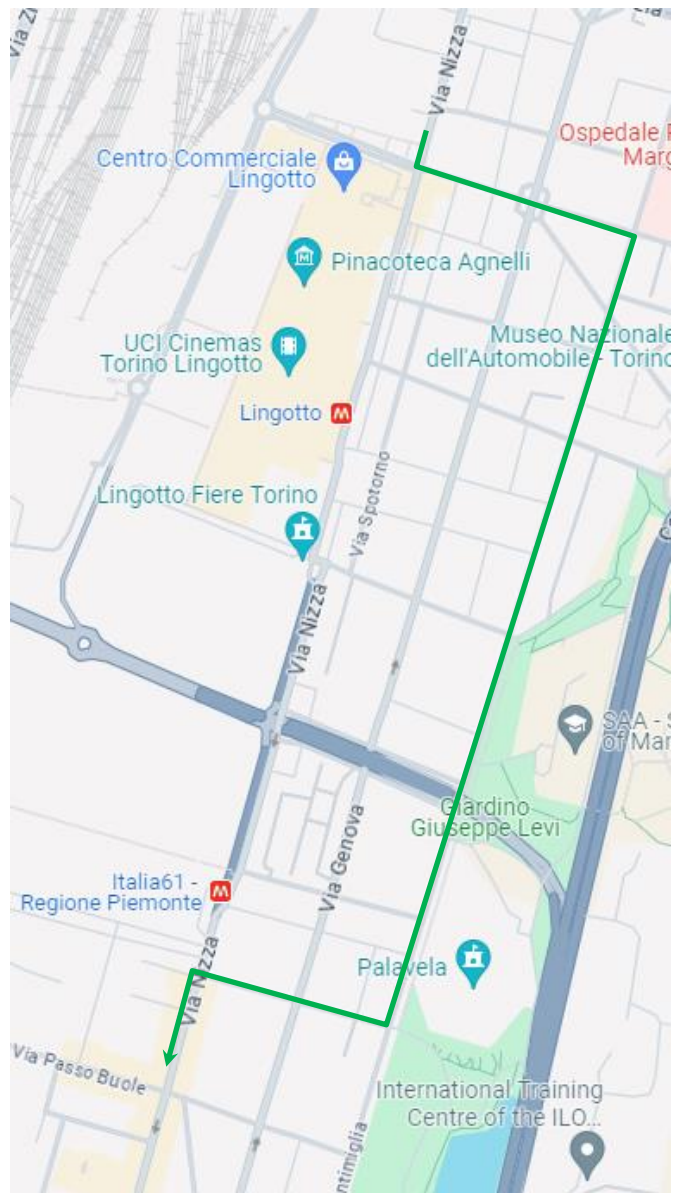 Via Nizza
Ospedale
Marg
Centro Commerciale
Lingotto
Pinacoteca Agnelli
UCI Cinemas
Torino Lingotto
Museo Nazionale
dell'Automobile - Torino
Lingotto
M
Via Spotorno
Lingotto Fiere Torino
Via Nizza
SAA -
of Mar
Giardino
Giuseppe Levi
Via Genova
Italia61 -
Regione Piemonte
M
Via Nizza
Palavela
Via Passo Buole
International Training
Centre of the ILO...
ntimiglia